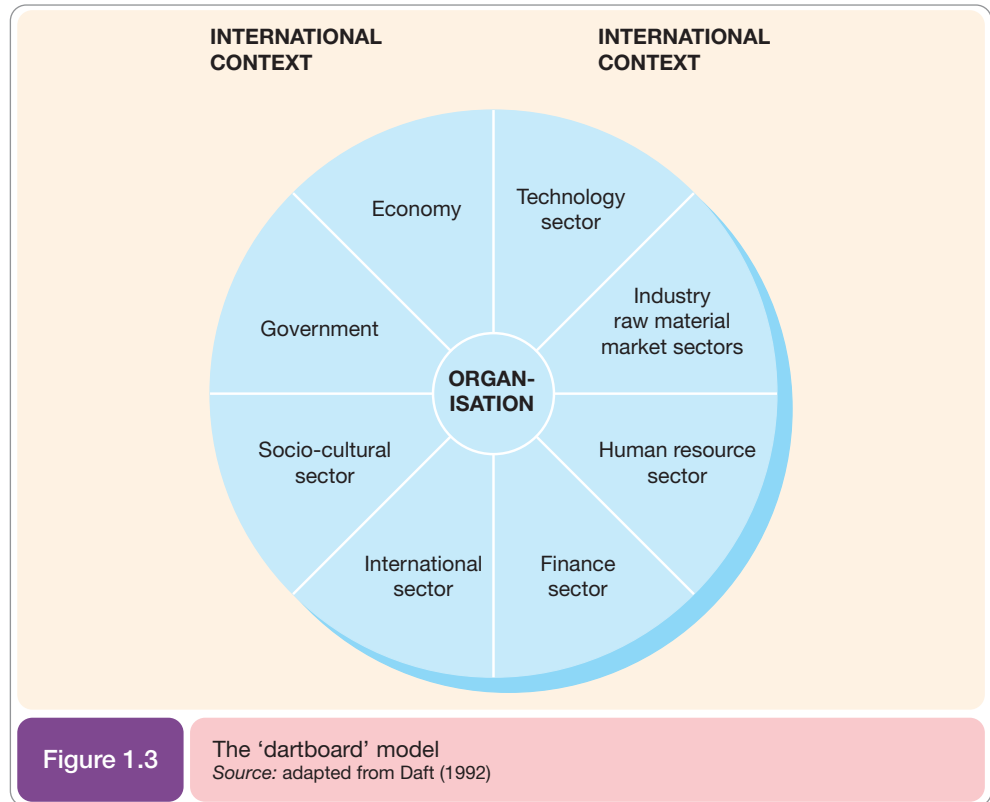 INTERNATIONAL
CONTEXT
INTERNATIONAL
CONTEXT
Economy
Technology
sector
Industry
raw material
market sectors
Government
ORGAN-
ISATION
Socio-cultural
sector
Human resource
sector
International
sector
Finance
sector
Figure 1.3
The ‘dartboard’ model
Source: adapted from Daft (1992)